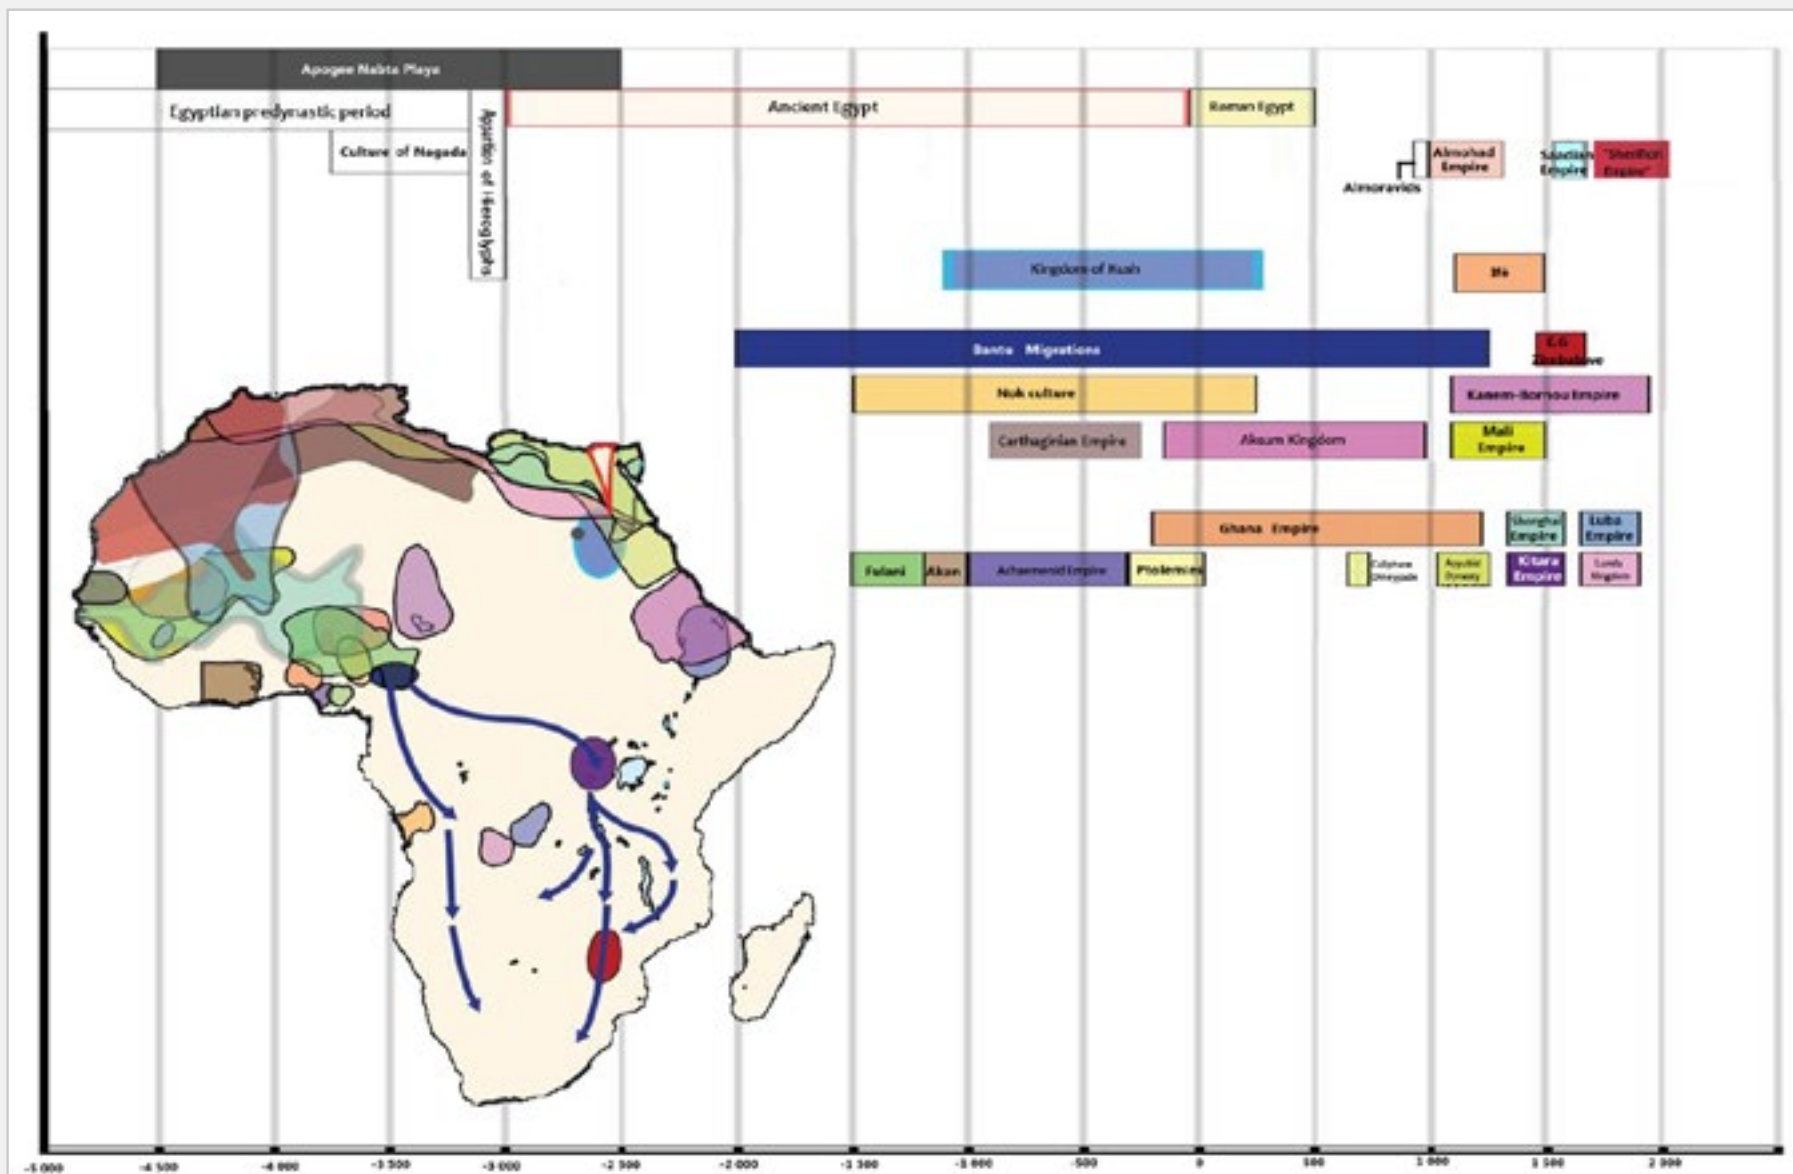 Apogee Nabta Playa
Egyptian predynastic period
Ancient Egypt
Roman Egypt
Culture of Nagada
Apparition of Hieroglyphs
Almohad
Empire
Saadian
Empire
"Sherifian
Empire"
Almoravids
Kingdom of Kush
Ife
Bantu Migrations
Zimbabwe
Nok culture
Kanem-Bornou Empire
Carthaginian Empire
Aksum Kingdom
Mali
Empire
Ghana Empire
Shonghai
Empire
Luba
Empire
Fulani
Akan
Achaemenid Empire
Ptolemies
Kitara
Empire
-5 000 -4 500 -4 000 -3 500 -3 000 -2 500 -2 000 -1 500 -1 000 -500 0 500 1 000 1 500 2 000